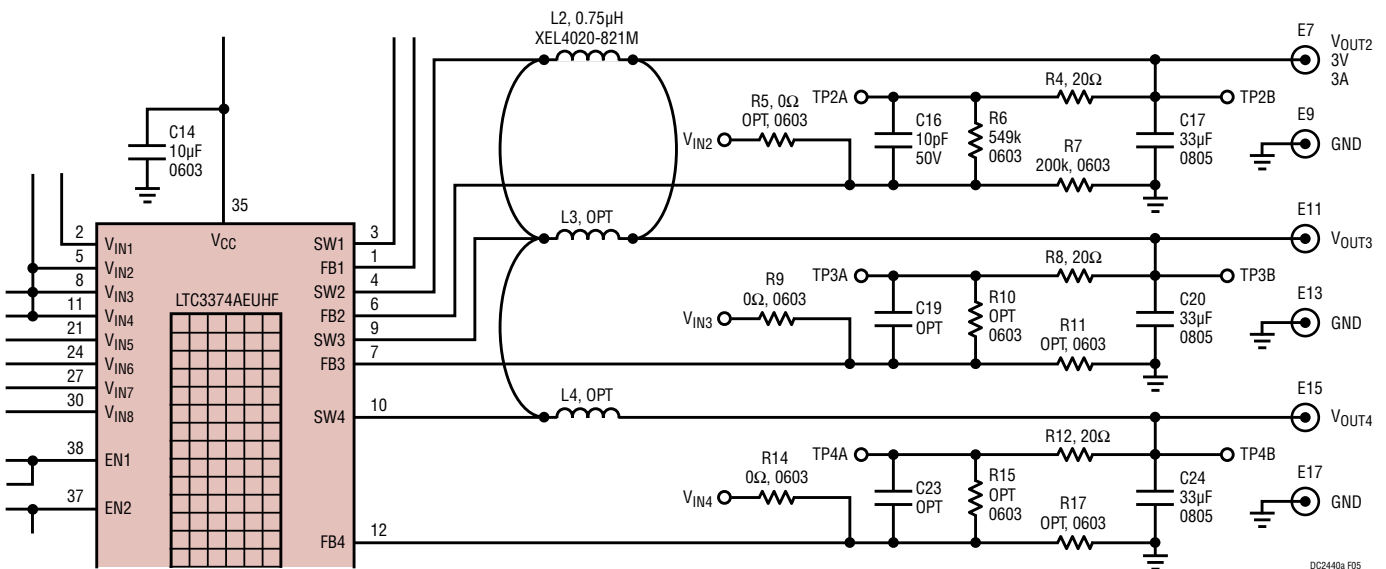 L2, 0.75µH
XEL4020-821M
E7
VOUT2
3V
3A
R4, 20Ω
TP2A
TP2B
R5, 0Ω
OPT, 0603
VIN2
C16
10pF
50V
R6
549k
0603
R7
200k, 0603
C17
33µF
0805
E9
GND
C14
10µF
0603
35
VCC
L3, OPT
E11
VOUT3
2
VIN1
5
VIN2
8
VIN3
11
VIN4
21
VIN5
24
VIN6
27
VIN7
30
VIN8
38
EN1
37
EN2
LTC3374AEUHF
SW1
3
FB1
1
SW2
4
FB2
6
SW3
9
FB3
7
SW4
10
FB4
12
R8, 20Ω
TP3A
TP3B
R9
0Ω, 0603
VIN3
C19
OPT
R10
OPT
0603
R11
OPT, 0603
C20
33µF
0805
E13
GND
L4, OPT
E15
VOUT4
R12, 20Ω
TP4A
TP4B
R14
0Ω, 0603
VIN4
C23
OPT
R15
OPT
0603
R17
OPT, 0603
C24
33µF
0805
E17
GND
DC2440a F05